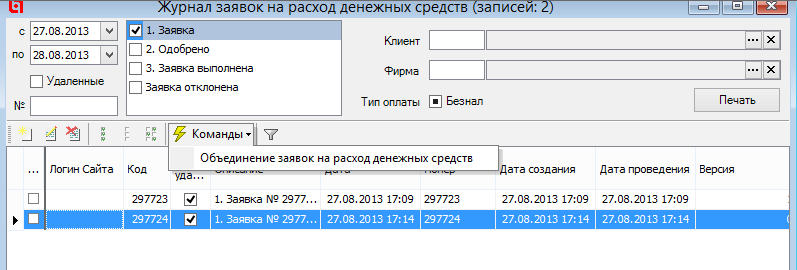 Журнал заявок на расход денежных средств (записей: 2)
с 27.08.2013
1. Заявка
Клиент
по 28.08.2013
2. Одобрено
Удаленные
3. Заявка выполнена
Фирма
№
Заявка отклонена
Тип оплаты Безнал
Печать
Команды
Объединение заявок на расход денежных средств
... Логин Сайта Код уда... Описание Дата Номер Дата создания Дата проведения Версия
297723 1. Заявка № 2977... 27.08.2013 17:09 297723 27.08.2013 17:09 27.08.2013 17:09
297724 1. Заявка № 2977... 27.08.2013 17:14 297724 27.08.2013 17:14 27.08.2013 17:14